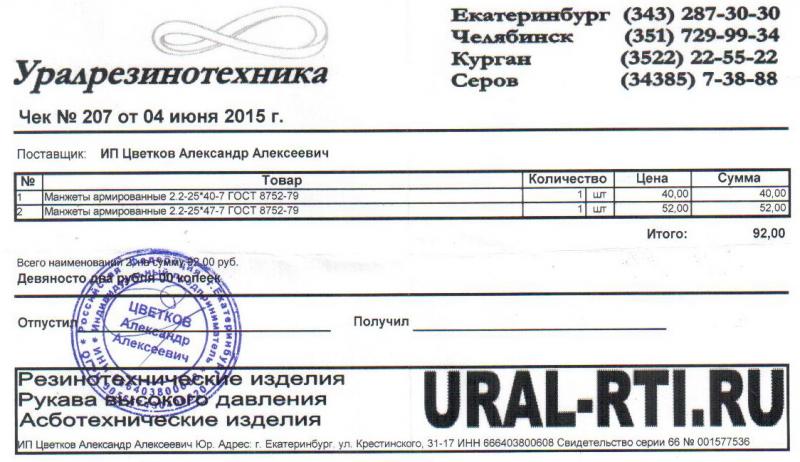 Уралрезинотехника
Екатеринбург (343) 287-30-30
Челябинск (351) 729-99-34
Курган (3522) 22-55-22
Серов (34385) 7-38-88
Чек № 207 от 04 июня 2015 г.
Поставщик: ИП Цветков Александр Алексеевич
№ Товар Количество Цена Сумма
1 Манжеты армированные 2.2-25*40-7 ГОСТ 8752-79 1 шт 40,00 40,00
2 Манжеты армированные 2.2-25*47-7 ГОСТ 8752-79 1 шт 52,00 52,00
Итого: 92,00
Всего наименований 2, на сумму 92,00 руб.
Девяносто два рубля 00 копеек
Отпустил Получил
Российская Федерация г. Екатеринбург
Индивидуальный предприниматель
ЦВЕТКОВ
Александр
Алексеевич
Резинотехнические изделия
Рукава высокого давления
Асботехнические изделия
URAL-RTI.RU
ИП Цветков Александр Алексеевич Юр. Адрес: г. Екатеринбург. ул. Крестинского, 31-17 ИНН 666403800608 Свидетельство серии 66 № 001577536